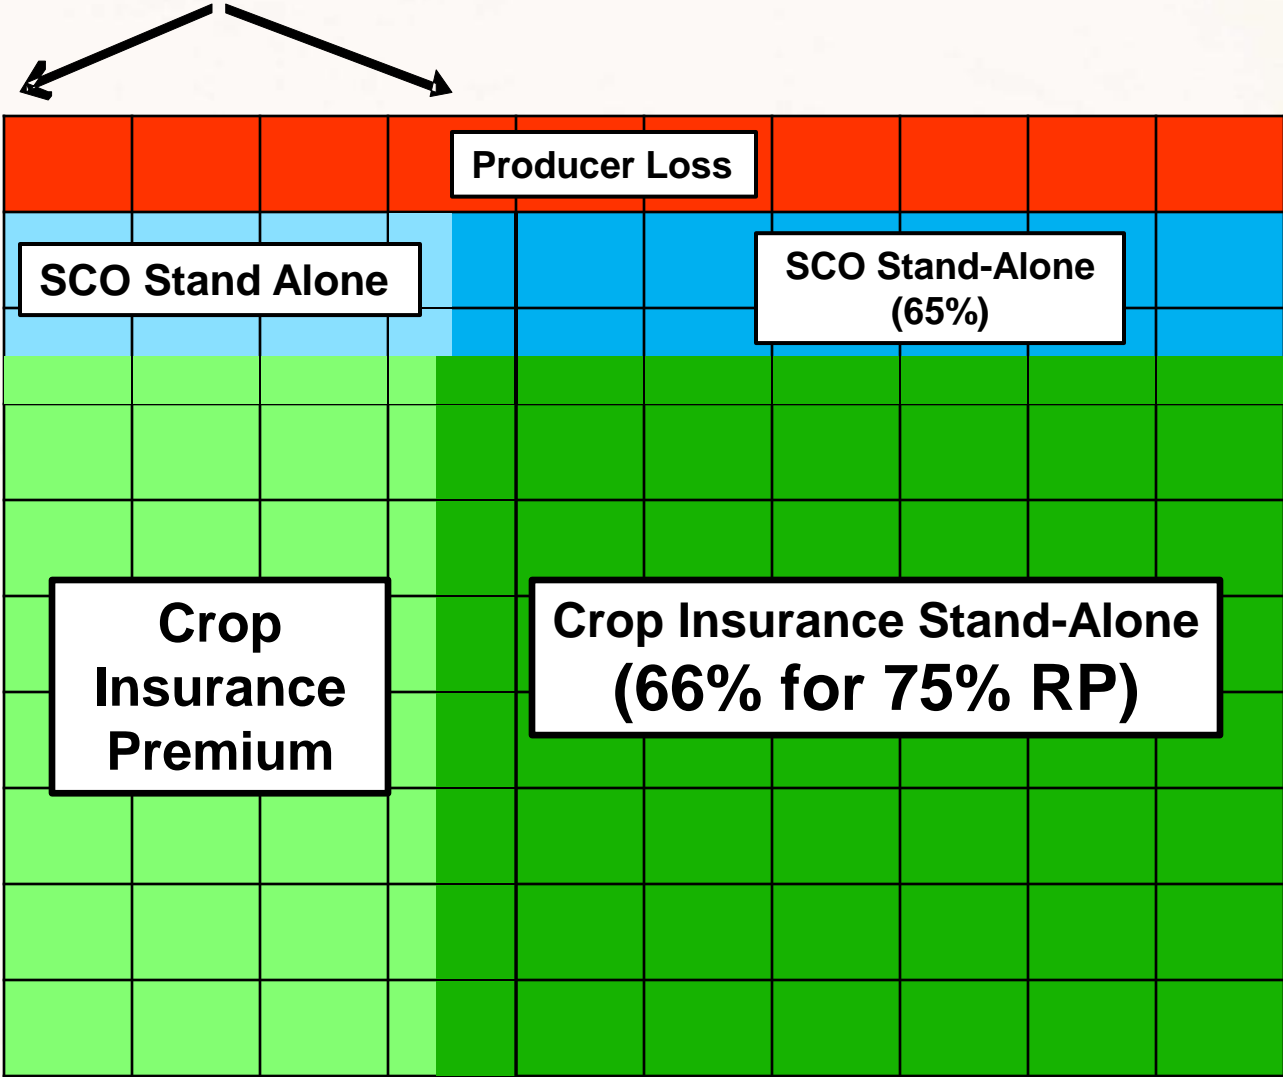 Producer Loss
SCO Stand Alone
SCO Stand-Alone
(65%)
Crop
Insurance
Premium
Crop Insurance Stand-Alone
(66% for 75% RP)